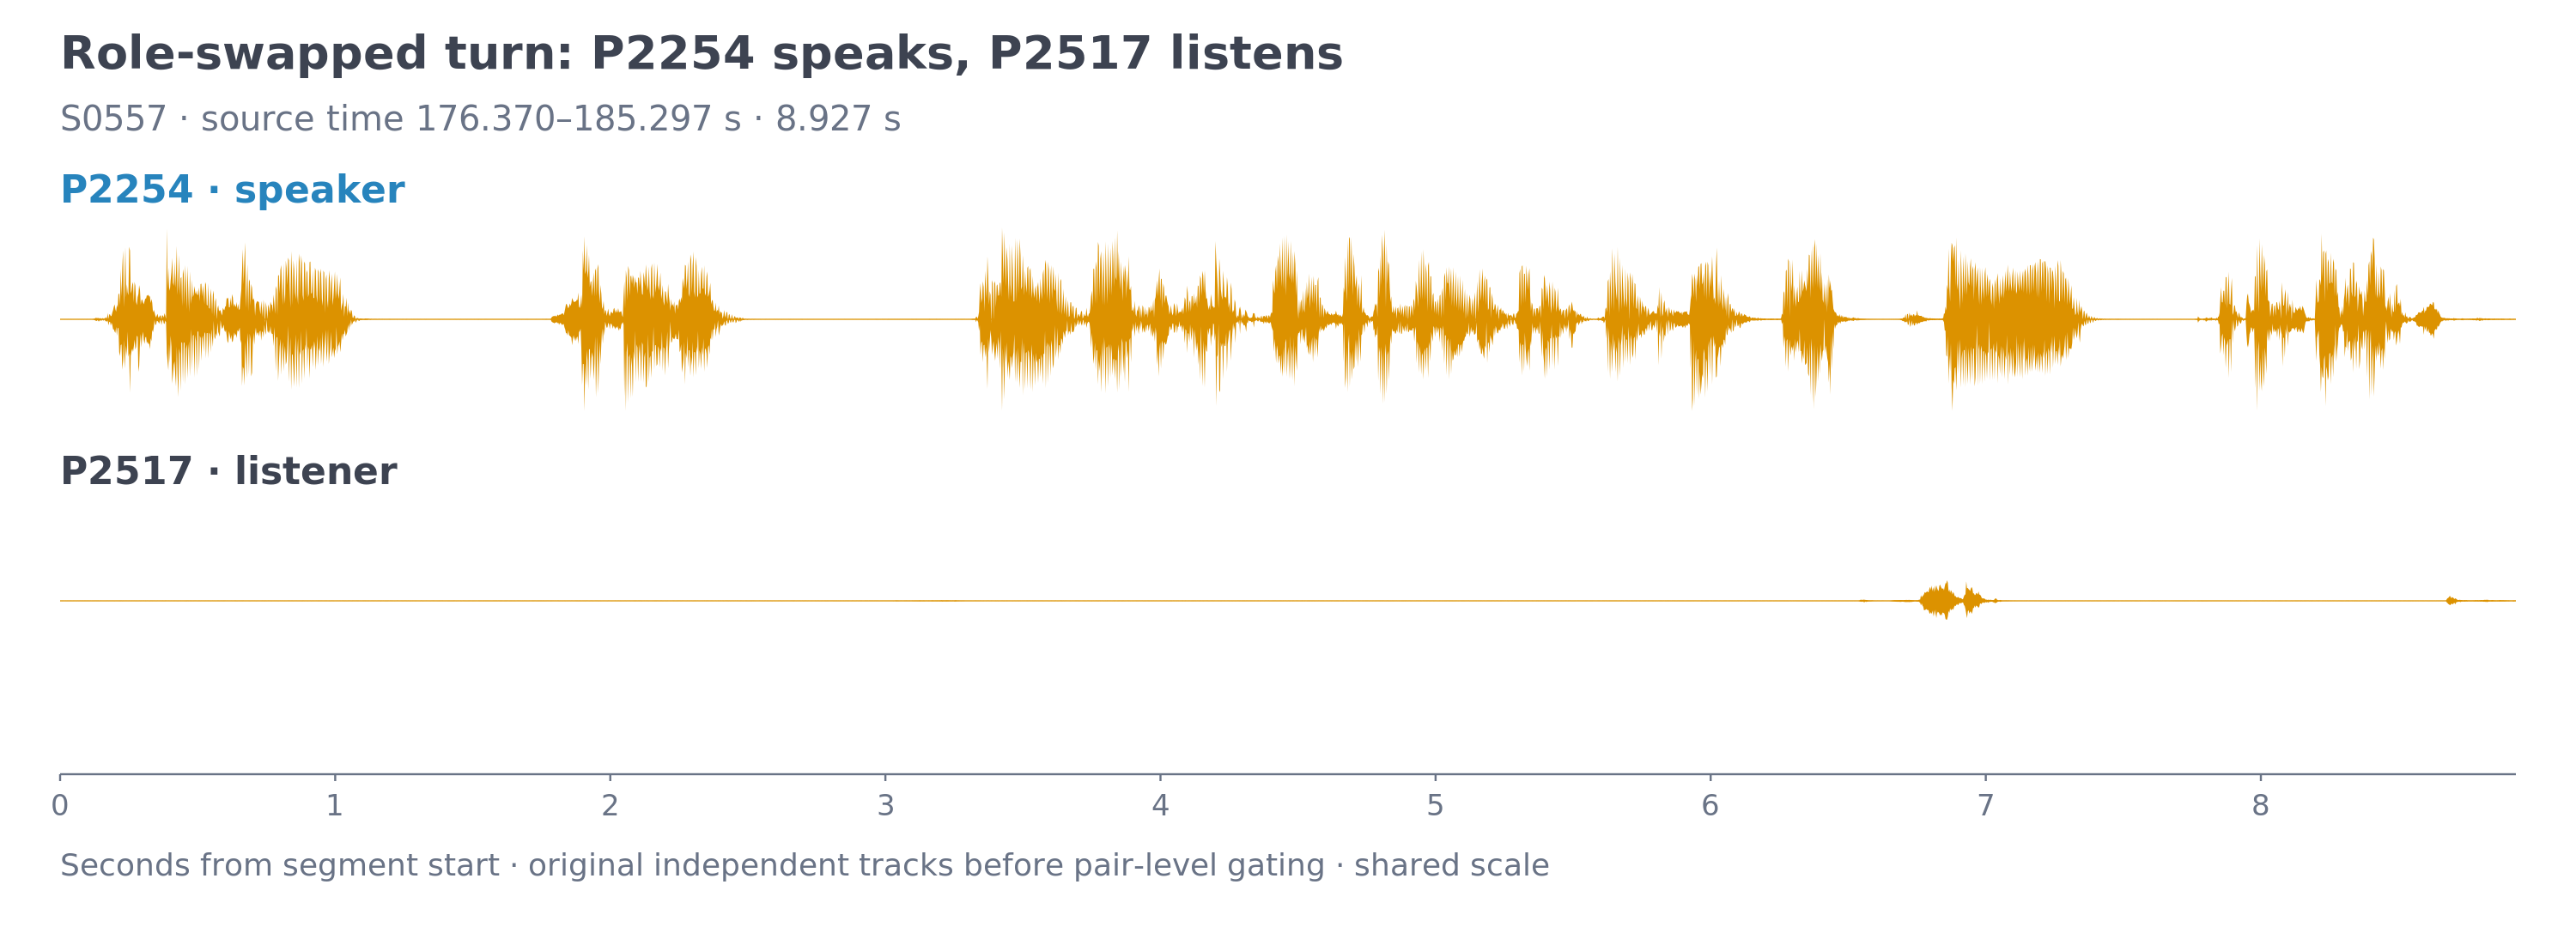 Role-swapped turn: P2254 speaks, P2517 listens
S0557 · source time 176.370–185.297 s · 8.927 s
P2254 · speaker
P2517 · listener
0 1 2 3 4 5 6 7 8
Seconds from segment start · original independent tracks before pair-level gating · shared scale